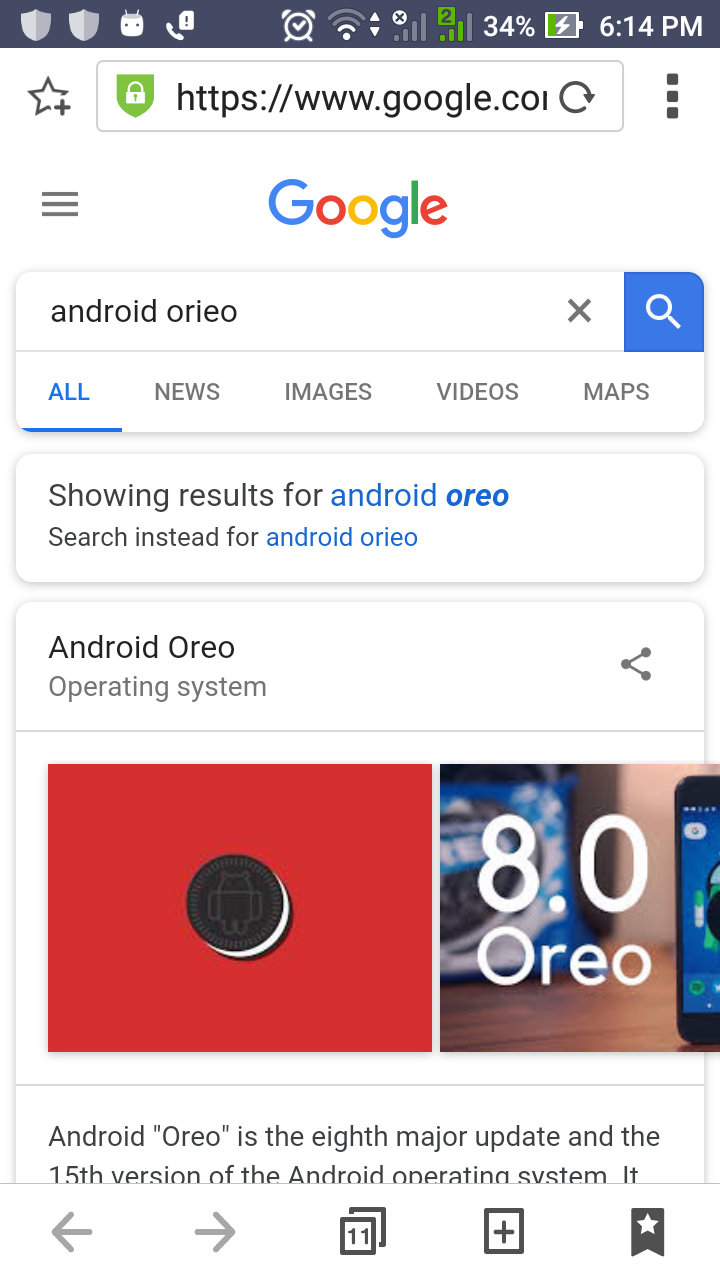 2 34% 6:14 PM
https://www.google.co
Google
android orieo
ALL NEWS IMAGES VIDEOS MAPS
Showing results for android oreo
Search instead for android orieo
Android Oreo
Operating system
8.0
Oreo
Android "Oreo" is the eighth major update and the
15th version of the Android operating system. It
11